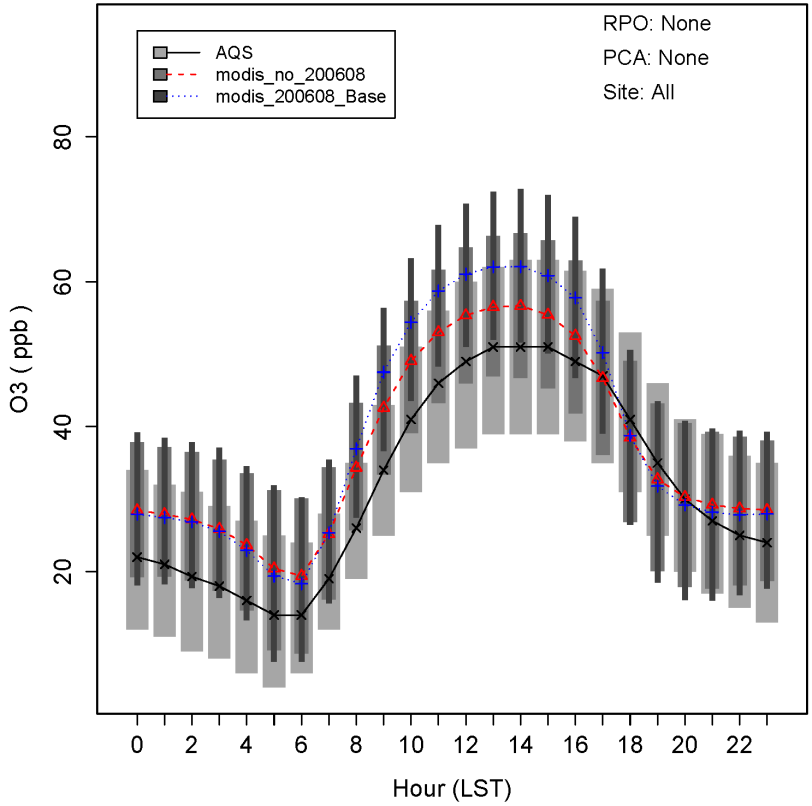 RPO: None
PCA: None
Site: All
AQS
modis_no_200608
modis_200608_Base
O3 ( ppb )
80
60
40
20
0 2 4 6 8 10 12 14 16 18 20 22
Hour (LST)